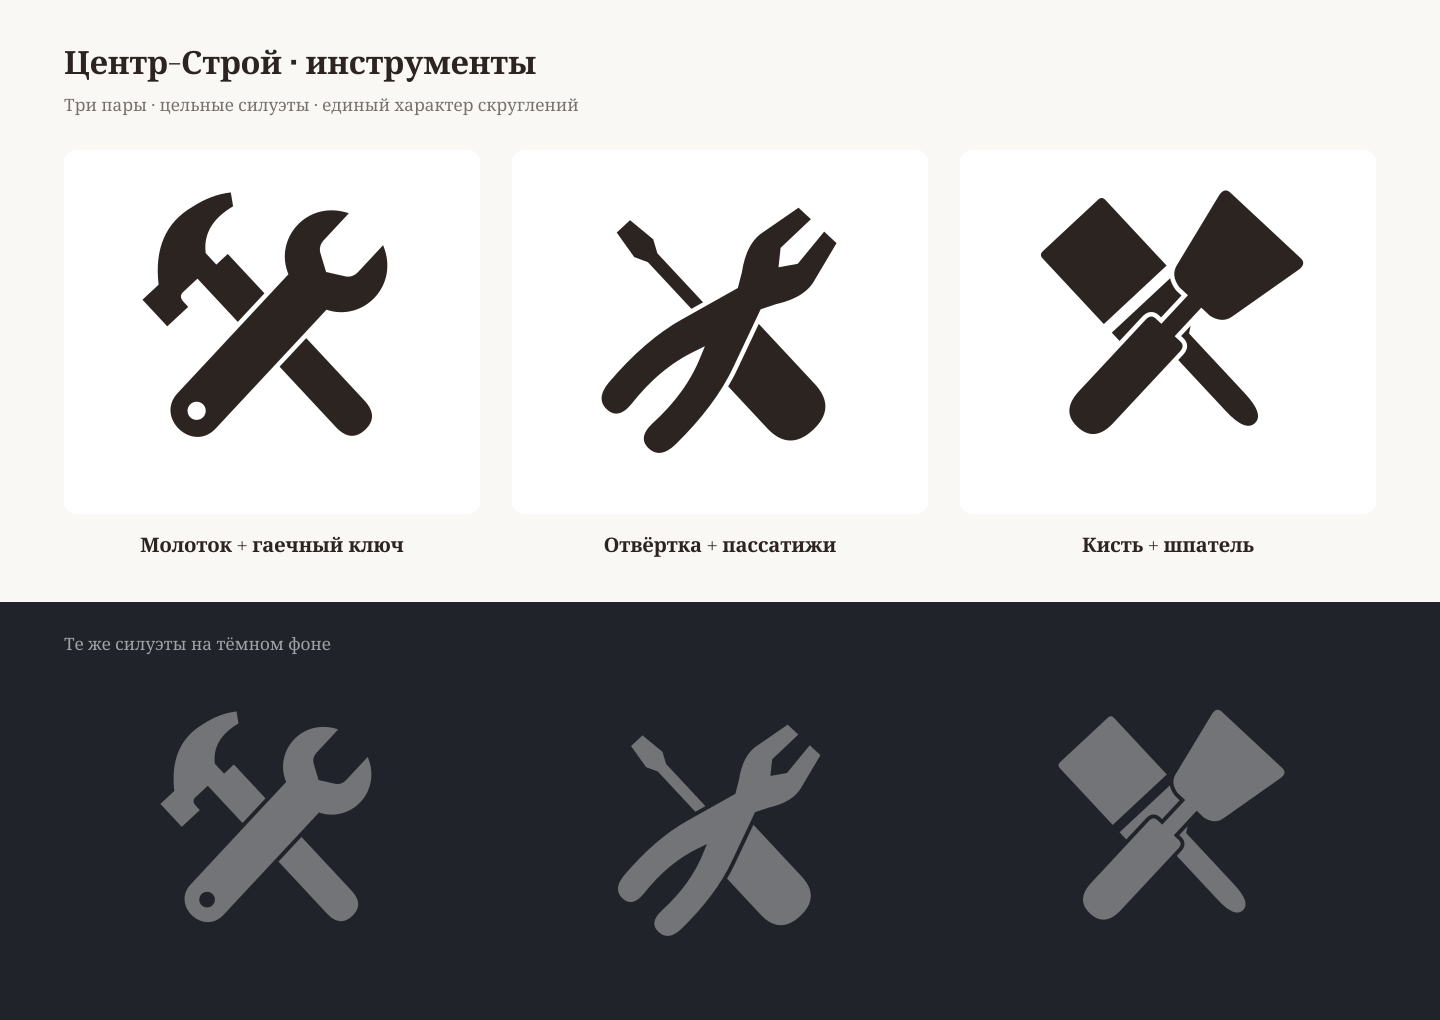 Центр-Строй · инструменты
Три пары · цельные силуэты · единый характер скруглений
Молоток + гаечный ключ
Отвёртка + пассатижи
Кисть + шпатель
Те же силуэты на тёмном фоне